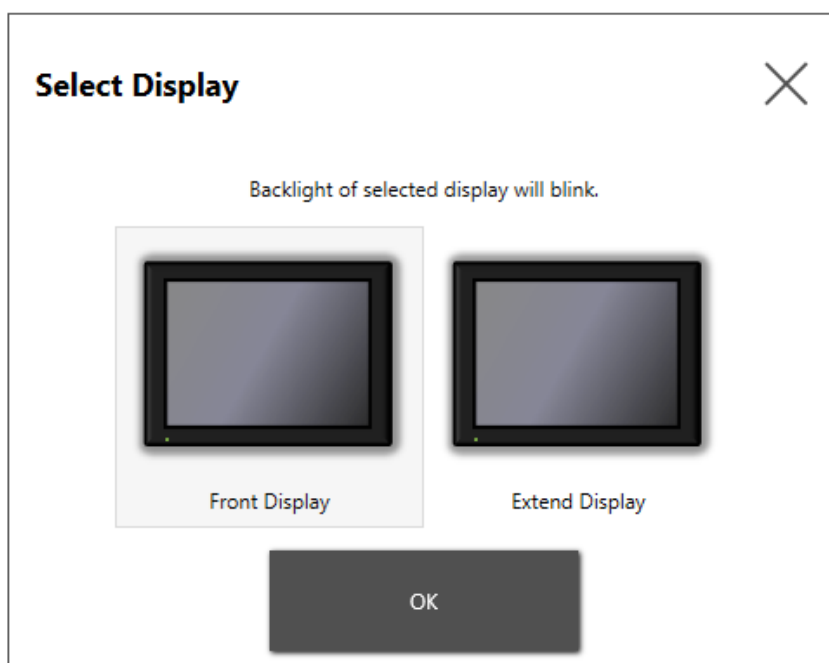 Select Display
Backlight of selected display will blink.
Front Display
Extend Display
OK